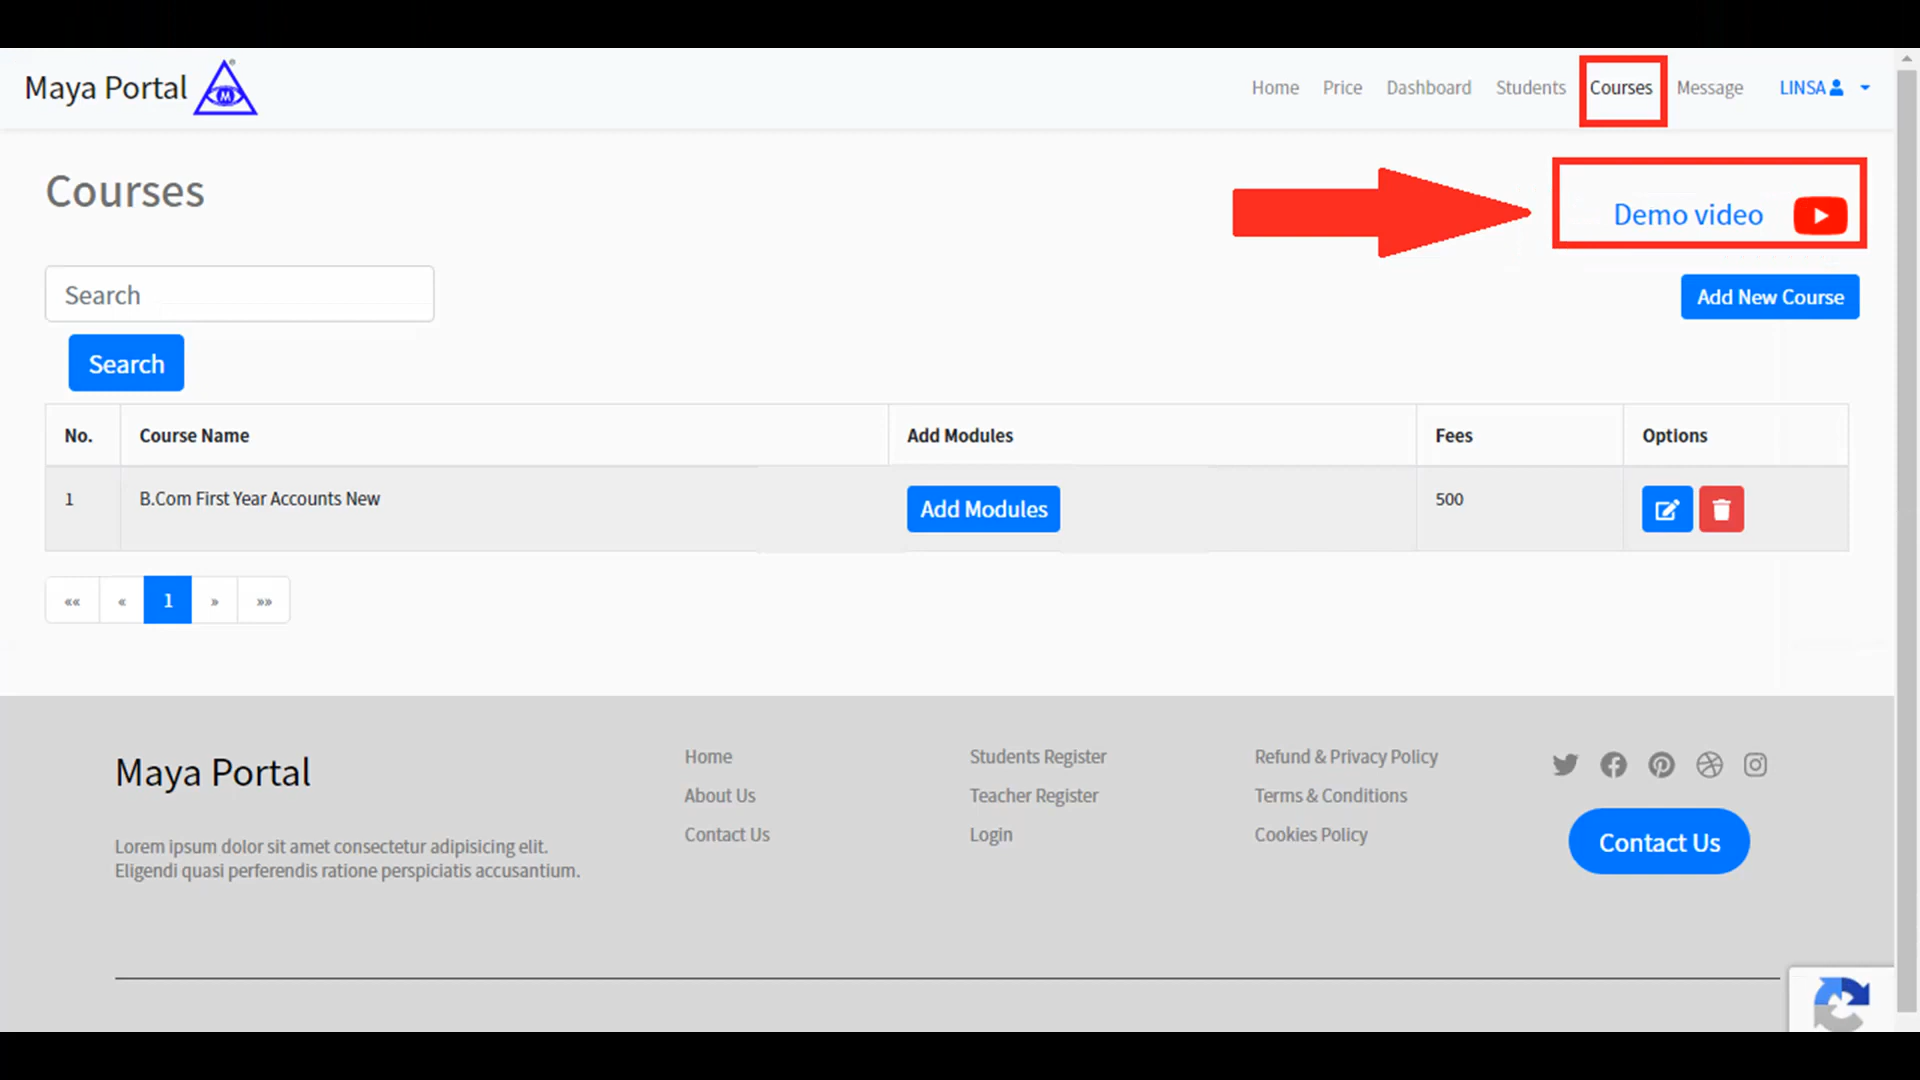 Maya Portal M
Home Price Dashboard Students Courses Message LINSA
Courses
Demo video
Search
Add New Course
Search
No. Course Name Add Modules Fees Options
1 B.Com First Year Accounts New Add Modules 500
«« « 1 » »»
Maya Portal
Lorem ipsum dolor sit amet consectetur adipisicing elit.
Eligendi quasi perferendis ratione perspiciatis accusantium.
Home
About Us
Contact Us
Students Register
Teacher Register
Login
Refund & Privacy Policy
Terms & Conditions
Cookies Policy
Contact Us